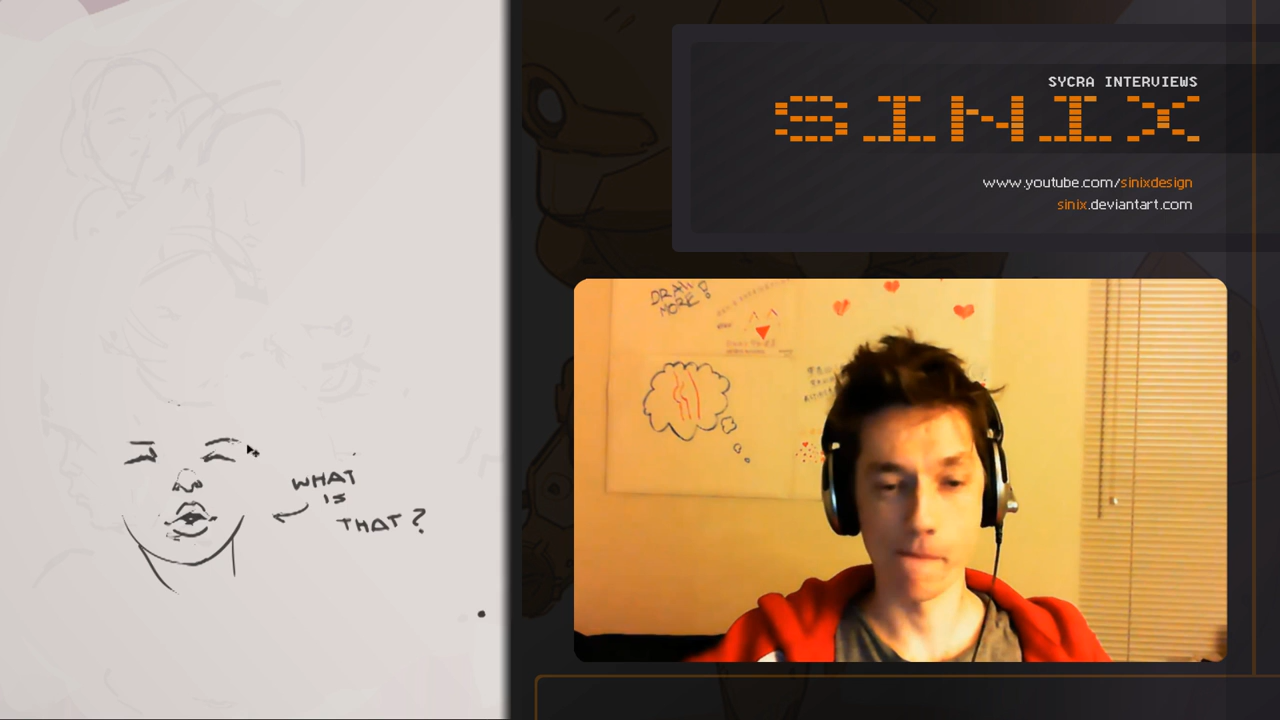 WHAT
IS
THAT?
SYCRA INTERVIEWS
SINIX
www.youtube.com/sinixdesign
sinix.deviantart.com
DRAW
MORE!